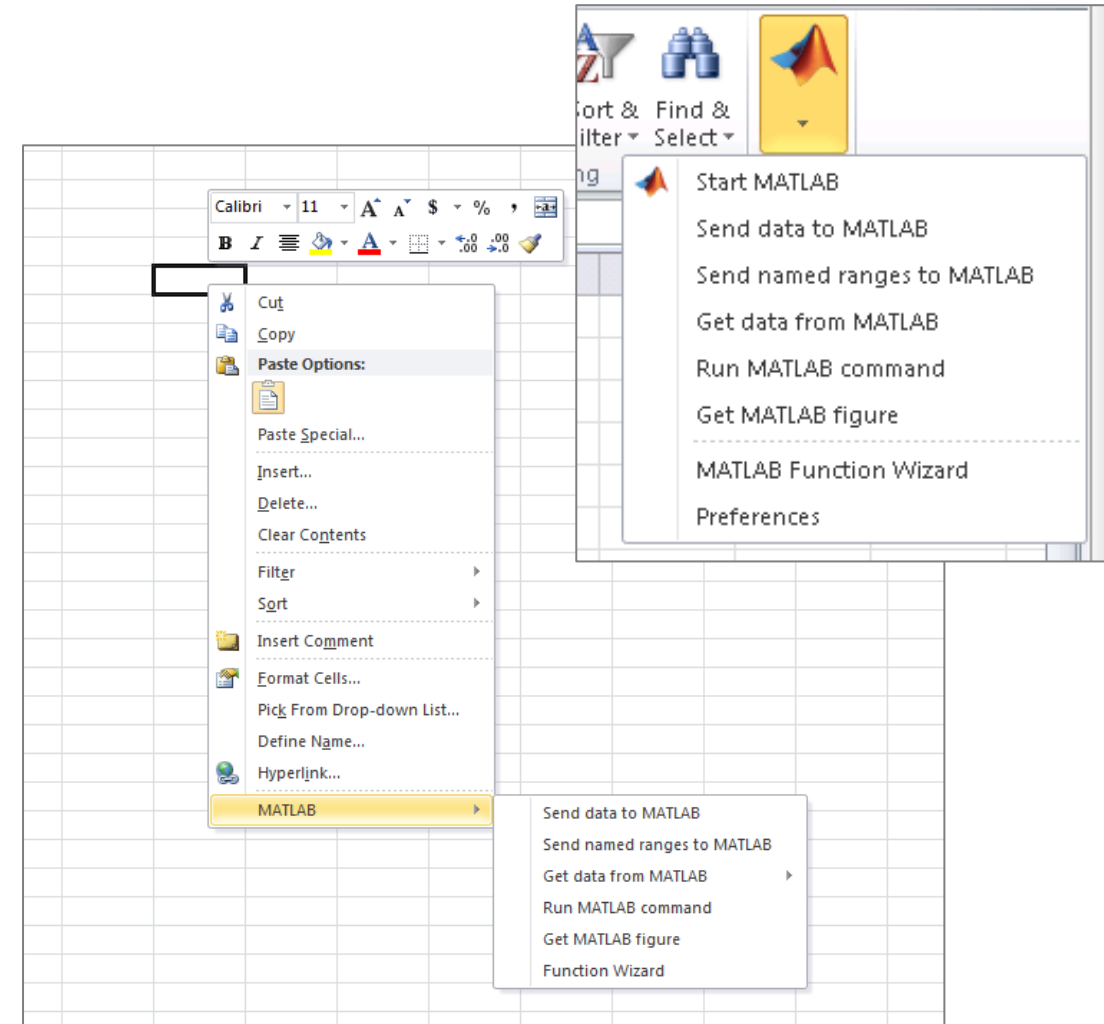 Sort & Find &
Filter Select
ng
Start MATLAB
Send data to MATLAB
Send named ranges to MATLAB
Get data from MATLAB
Run MATLAB command
Get MATLAB figure
MATLAB Function Wizard
Preferences
Calibri 11 A A $ % ,
B I A .00 .00 .0
Cut
Copy
Paste Options:
Paste Special...
Insert...
Delete...
Clear Contents
Filter
Sort
Insert Comment
Format Cells...
Pick From Drop-down List...
Define Name...
Hyperlink...
MATLAB
Send data to MATLAB
Send named ranges to MATLAB
Get data from MATLAB
Run MATLAB command
Get MATLAB figure
Function Wizard